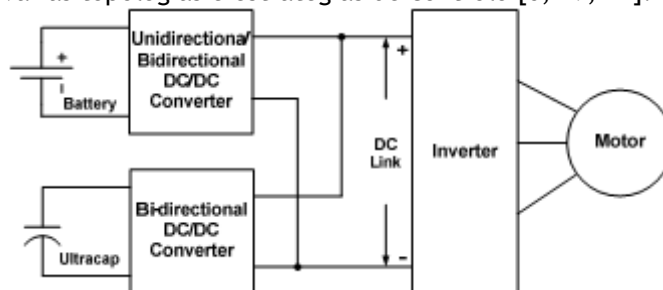 Unidirectional/
Bidirectional
DC/DC
Converter
+
Battery
+
DC
Link
-
Inverter
Motor
Bi-directional
DC/DC
Converter
Ultracap